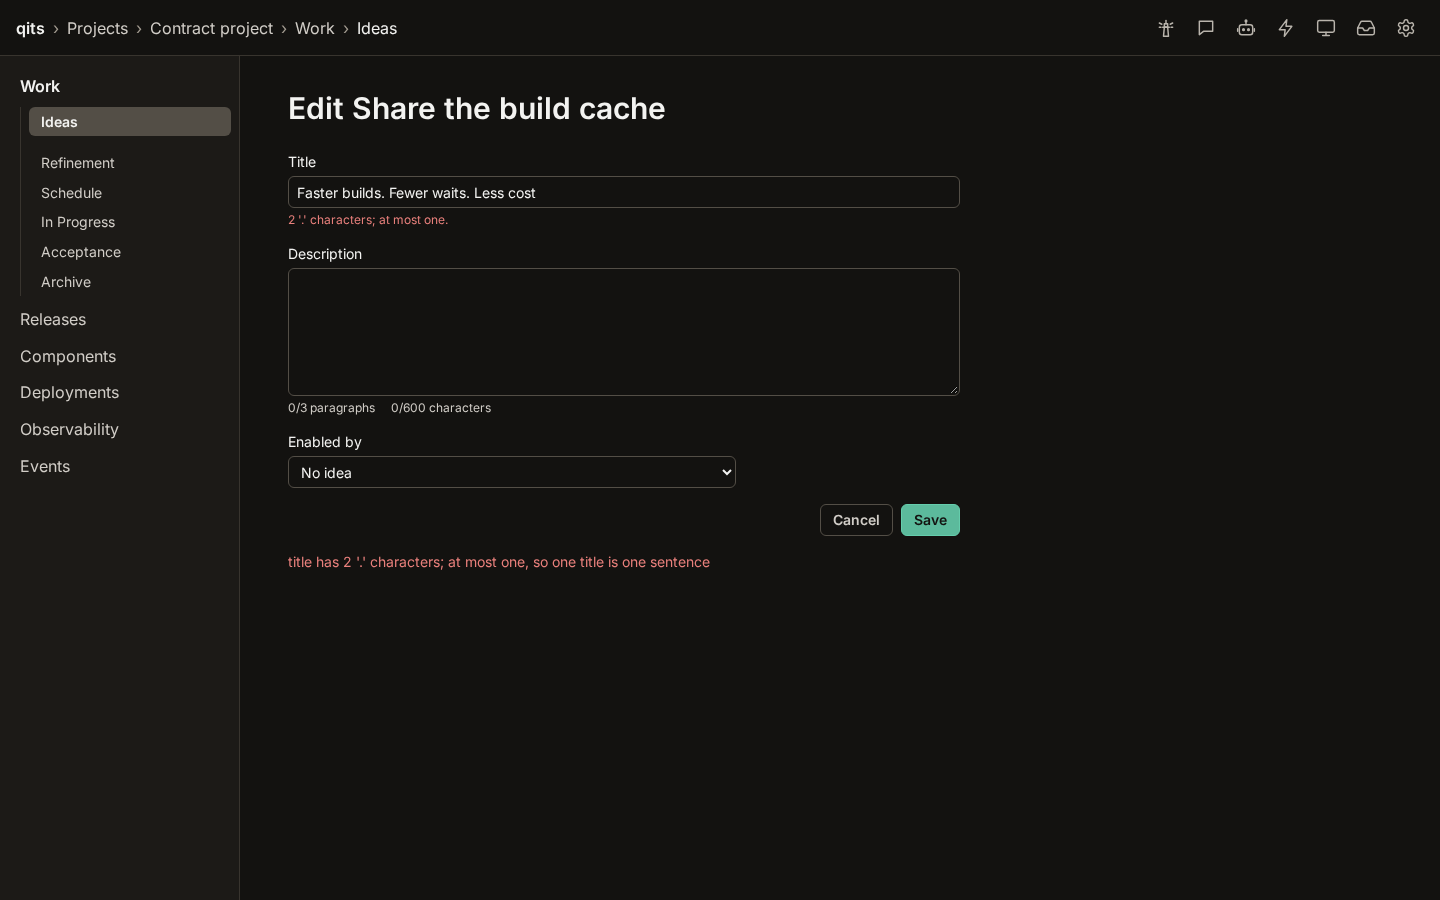 qits › Projects › Contract project › Work › Ideas
Work
Ideas
Refinement
Schedule
In Progress
Acceptance
Archive
Releases
Components
Deployments
Observability
Events
Edit Share the build cache
Title
Faster builds. Fewer waits. Less cost
2 '.' characters; at most one.
Description
0/3 paragraphs 0/600 characters
Enabled by
No idea
Cancel Save
title has 2 '.' characters; at most one, so one title is one sentence